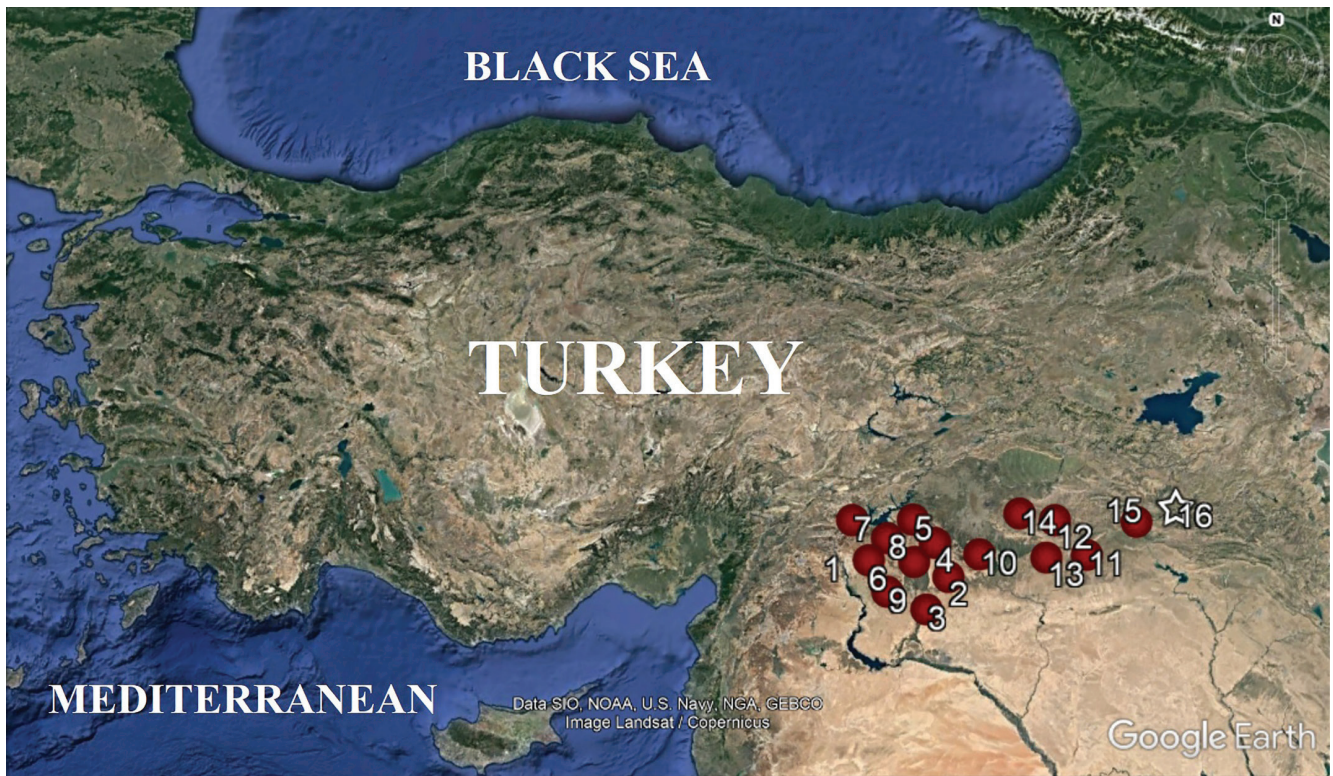 N
BLACK SEA
TURKEY
7
5
14
12
15
16
8
4
10
13
11
1
6
2
9
3
MEDITERRANEAN
Data SIO, NOAA, U.S. Navy, NGA, GEBCO
Image Landsat / Copernicus
Google Earth